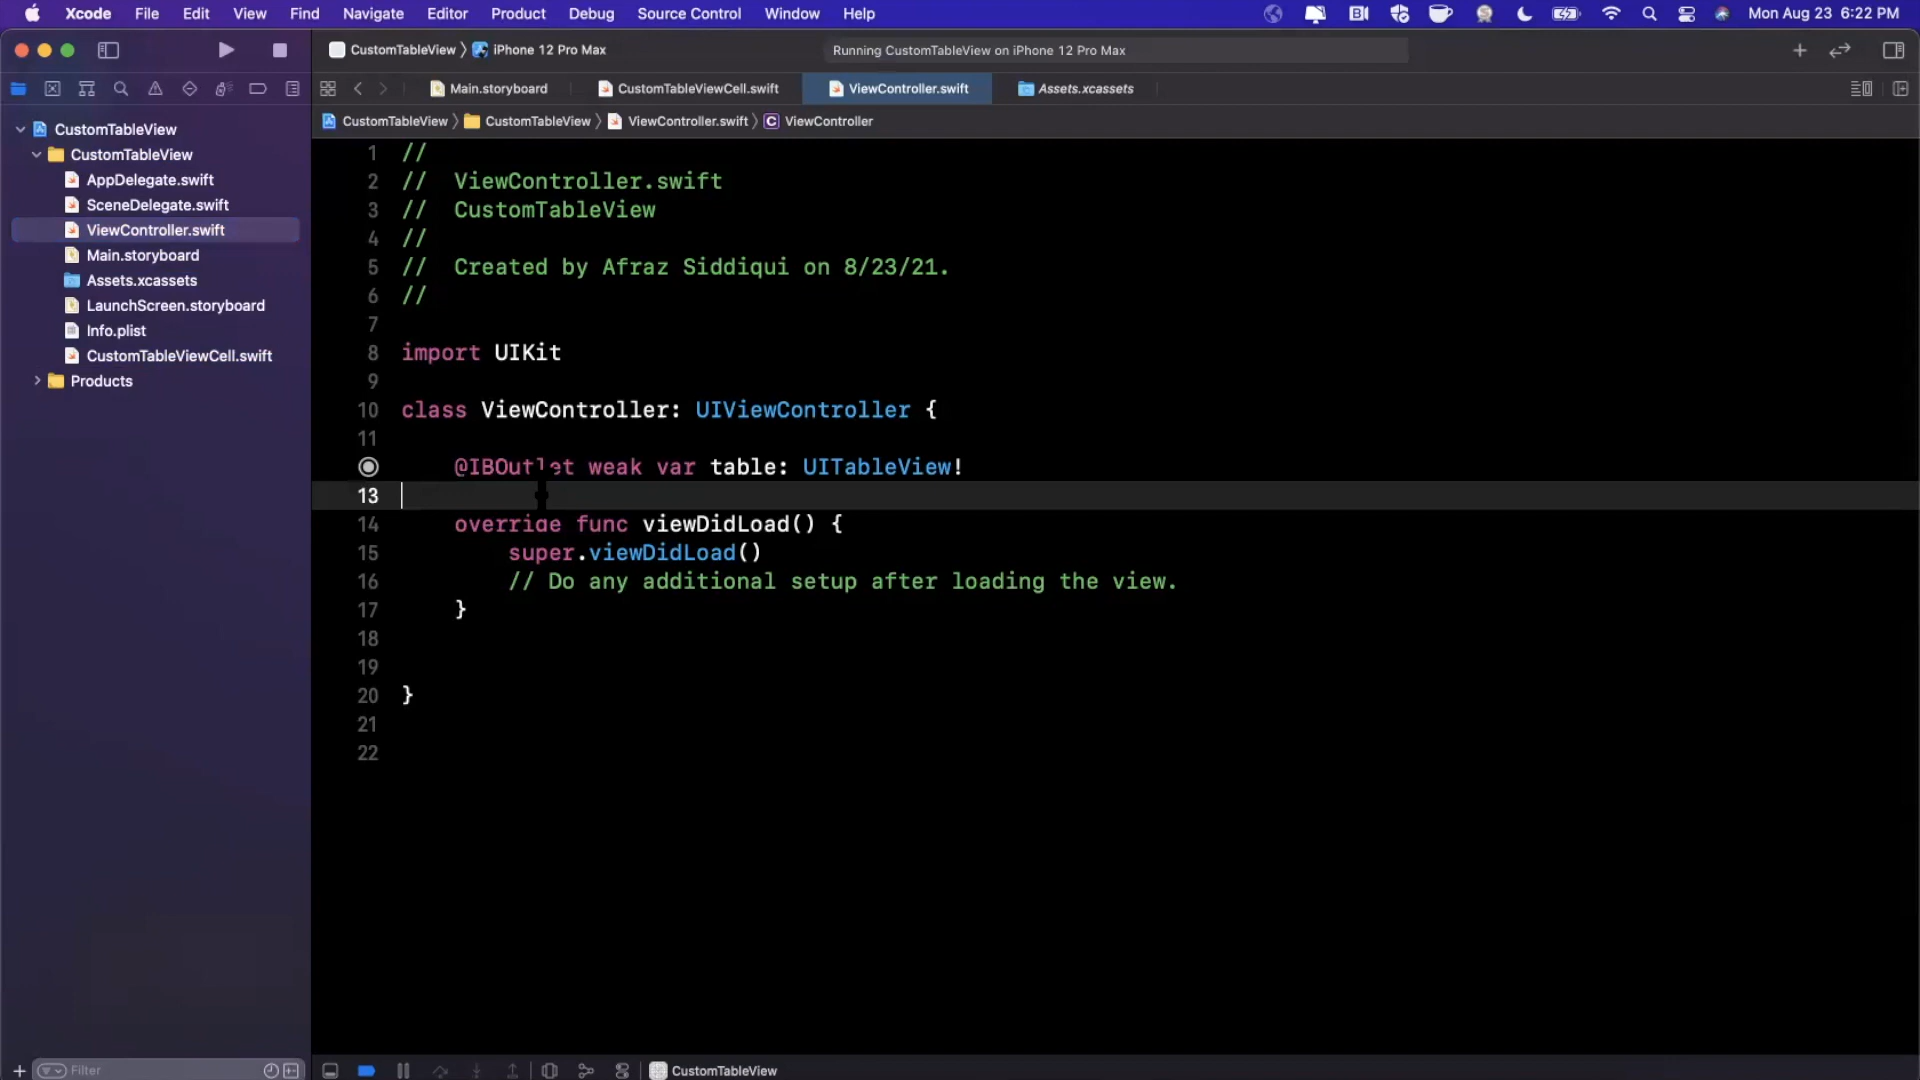 Xcode File Edit View Find Navigate Editor Product Debug Source Control Window Help Mon Aug 23 6:22 PM
CustomTableView iPhone 12 Pro Max Running CustomTableView on iPhone 12 Pro Max
Main.storyboard CustomTableViewCell.swift ViewController.swift Assets.xcassets
CustomTableView CustomTableView ViewController.swift C ViewController
CustomTableView
CustomTableView
AppDelegate.swift
SceneDelegate.swift
ViewController.swift
Main.storyboard
Assets.xcassets
LaunchScreen.storyboard
Info.plist
CustomTableViewCell.swift
Products
1 //
2 // ViewController.swift
3 // CustomTableView
4 //
5 // Created by Afraz Siddiqui on 8/23/21.
6 //
7
8 import UIKit
9
10 class ViewController: UIViewController {
11
@IBOutlet weak var table: UITableView!
13
14 override func viewDidLoad() {
15 super.viewDidLoad()
16 // Do any additional setup after loading the view.
17 }
18
19
20 }
21
22
Filter CustomTableView